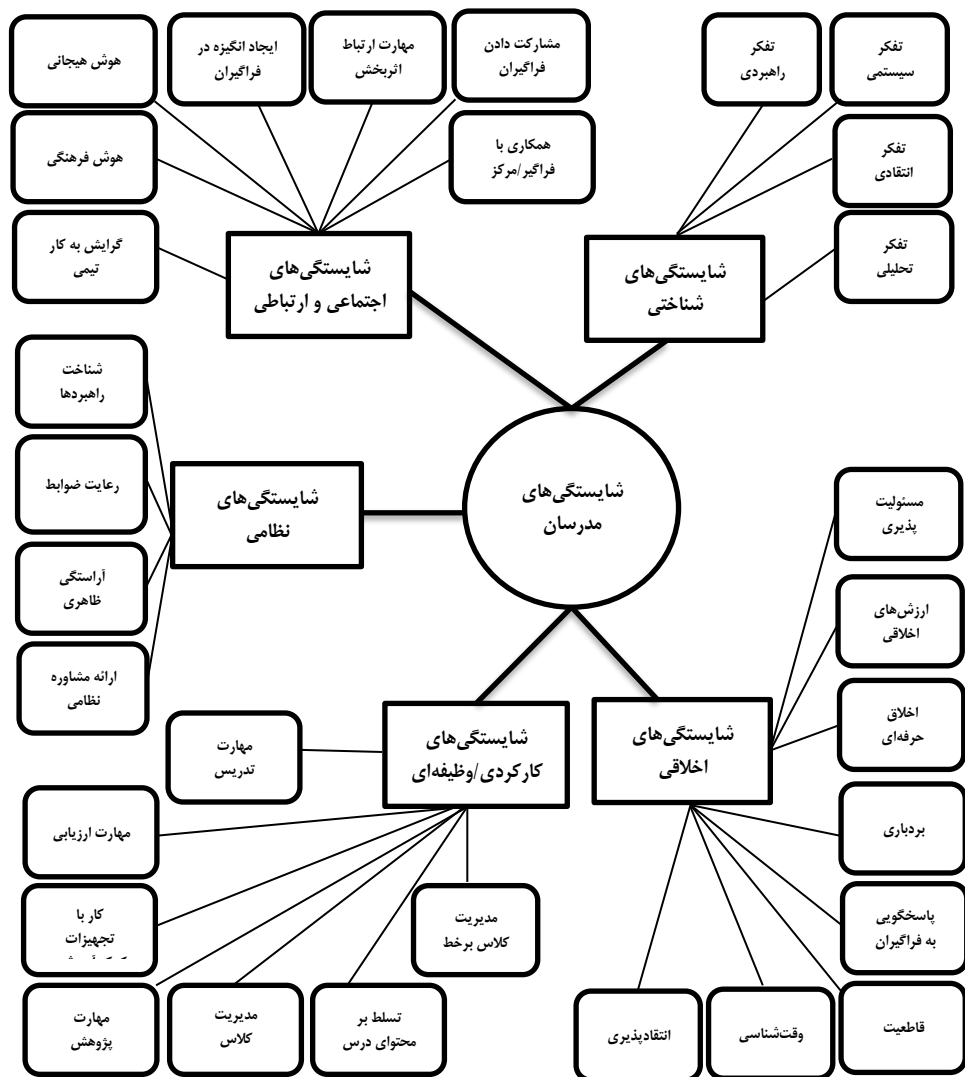 تفکر
سیستمی
تفکر
راهبردی
تفکر
انتقادی
تفکر
تحلیلی
شایستگی‌های
شناختی
مشارکت دادن
فراگیران
مهارت ارتباط
اثربخش
ایجاد انگیزه در
فراگیران
هوش هیجانی
همکاری با
فراگیر/مرکز
هوش فرهنگی
گرایش به کار
تیمی
شایستگی‌های
اجتماعی و ارتباطی
شناخت
راهبردها
رعایت ضوابط
آراستگی
ظاهری
ارائه مشاوره
نظامی
شایستگی‌های
نظامی
شایستگی‌های
مدرسان
مسئولیت
پذیری
ارزش‌های
اخلاقی
اخلاق
حرفه‌ای
بردباری
پاسخگویی
به فراگیران
قاطعیت
وقت‌شناسی
انتقادپذیری
شایستگی‌های
اخلاقی
شایستگی‌های
کارکردی/وظیفه‌ای
مهارت
تدریس
مهارت ارزیابی
کار با
تجهیزات
مهارت
پژوهش
مدیریت
کلاس
تسلط بر
محتوای درس
مدیریت
کلاس برخط